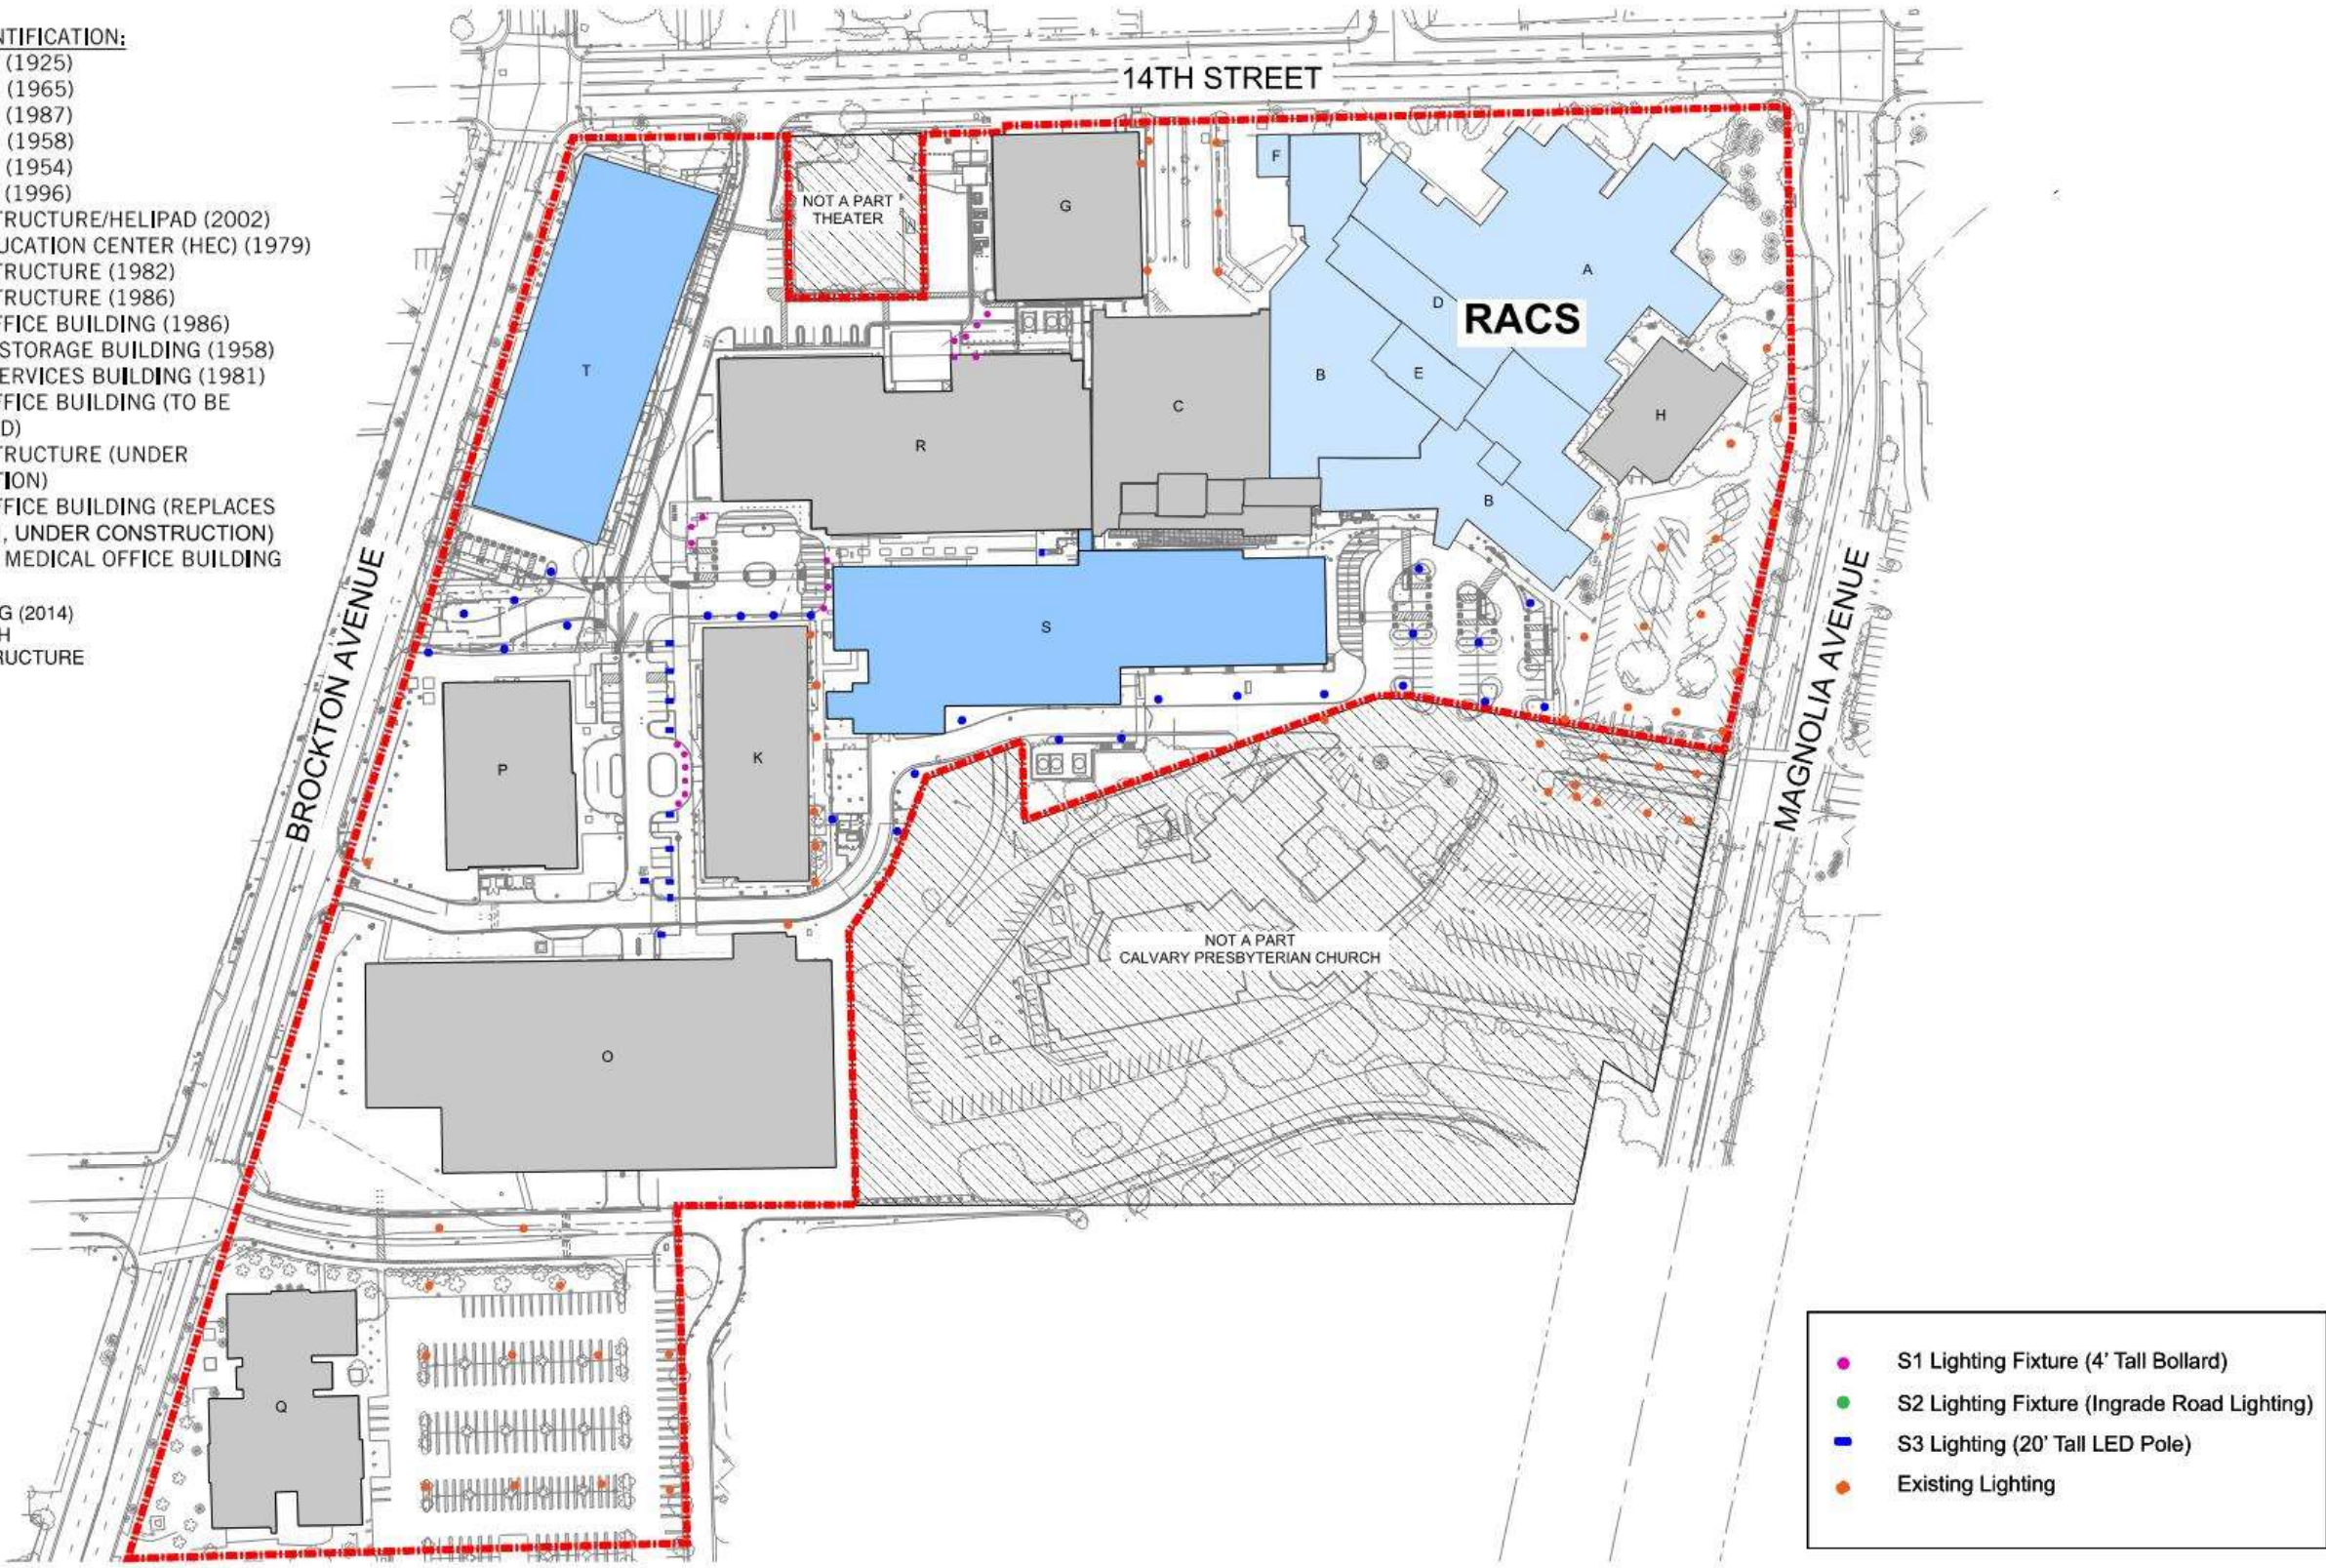 NTIFICATION:
(1925)
(1965)
(1987)
(1958)
(1954)
(1996)
TRUCTURE/HELIPAD (2002)
UCATION CENTER (HEC) (1979)
TRUCTURE (1982)
TRUCTURE (1986)
FFICE BUILDING (1986)
STORAGE BUILDING (1958)
ERVICES BUILDING (1981)
FFICE BUILDING (TO BE
D)
TRUCTURE (UNDER
TION)
FFICE BUILDING (REPLACES
, UNDER CONSTRUCTION)
MEDICAL OFFICE BUILDING
G (2014)
H
RUCTURE
14TH STREET
NOT A PART
THEATER
G
F
A
D
RACS
T
B
E
C
H
R
B
S
BROCKTON AVENUE
MAGNOLIA AVENUE
P
K
NOT A PART
CALVARY PRESBYTERIAN CHURCH
O
Q
S1 Lighting Fixture (4' Tall Bollard)
S2 Lighting Fixture (Ingrade Road Lighting)
S3 Lighting (20' Tall LED Pole)
Existing Lighting